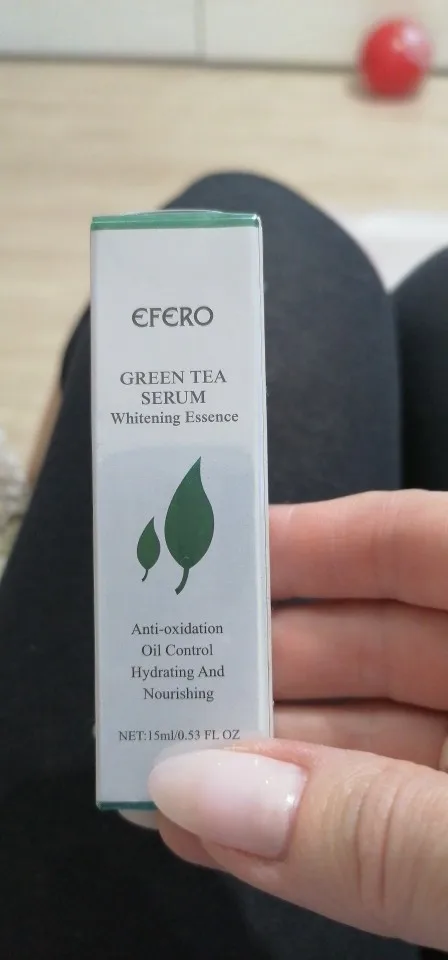 EFERO
GREEN TEA
SERUM
Whitening Essence
Anti-oxidation
Oil Control
Hydrating And
Nourishing
NET:15ml/0.53 FL OZ